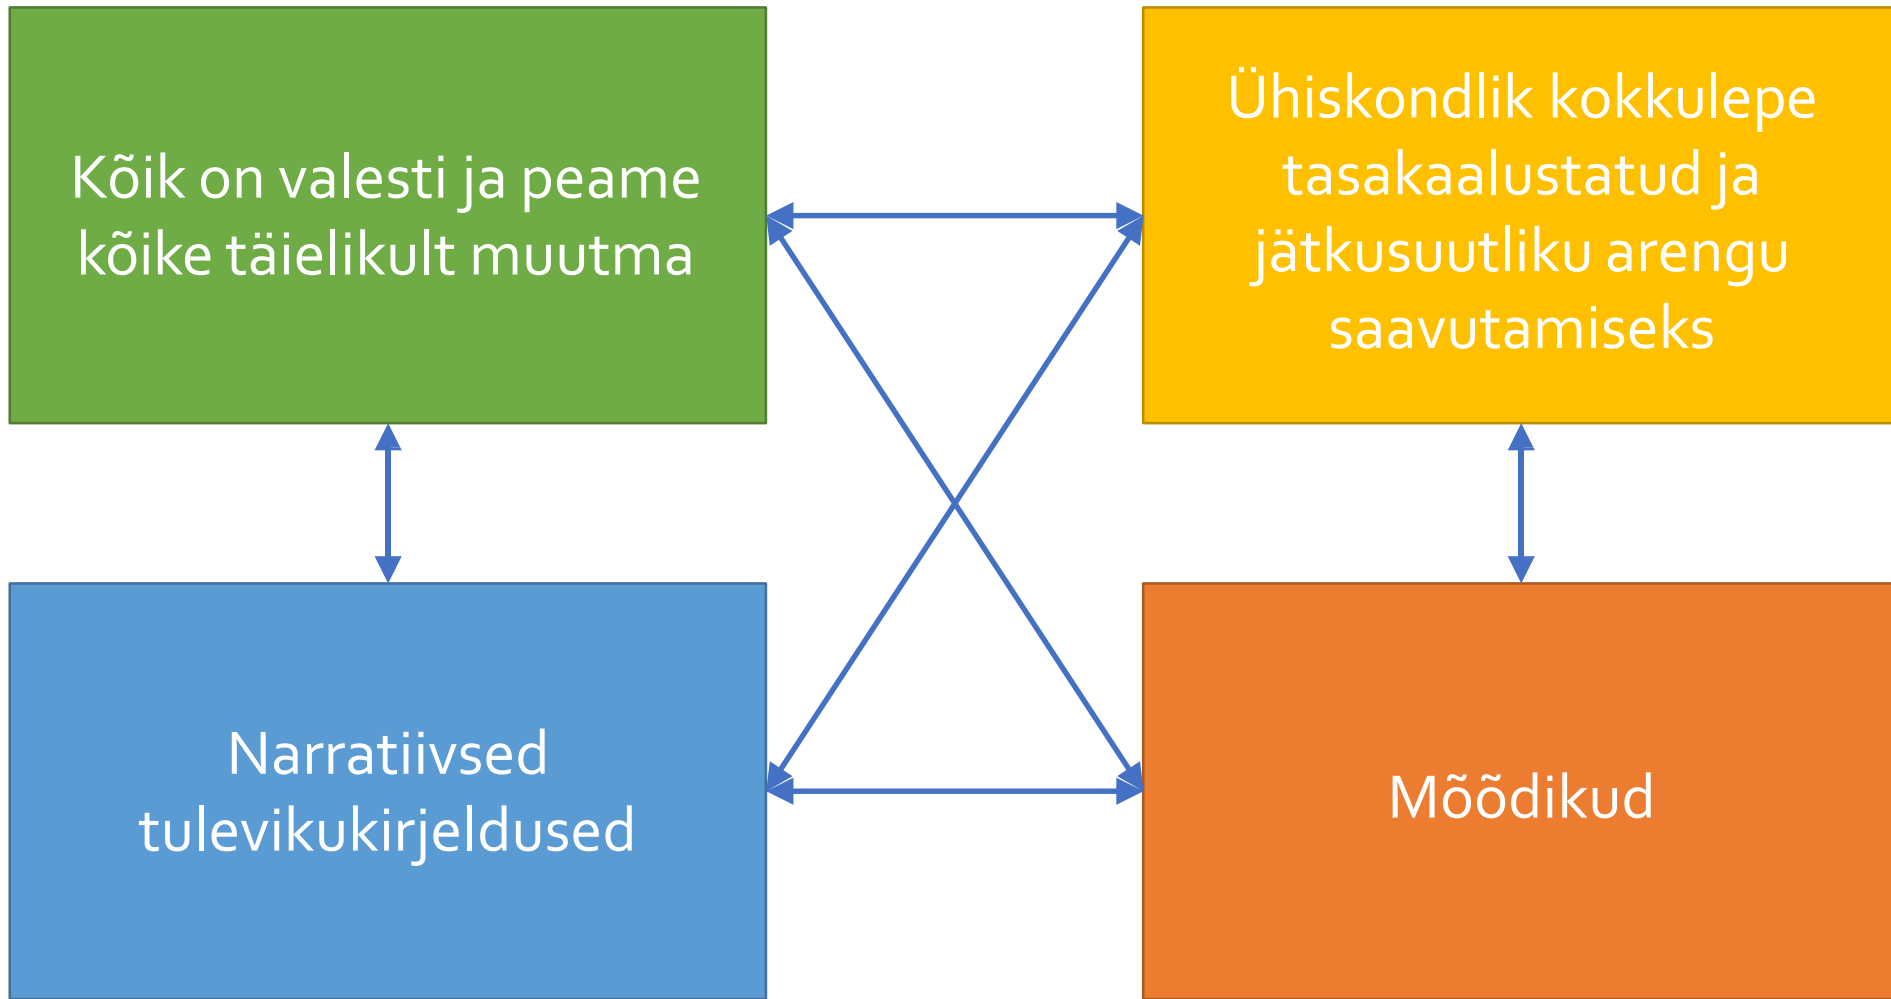 Kõik on valesti ja peame
kõike täielikult muutma
Ühiskondlik kokkulepe
tasakaalustatud ja
jätkusuutliku arengu
saavutamiseks
Narratiivsed
tulevikukirjeldused
Mõõdikud